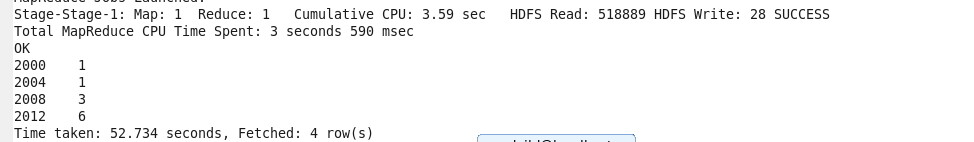 Stage-Stage-1: Map: 1  Reduce: 1   Cumulative CPU: 3.59 sec   HDFS Read: 518889 HDFS Write: 28 SUCCESS
Total MapReduce CPU Time Spent: 3 seconds 590 msec
OK
2000    1
2004    1
2008    3
2012    6
Time taken: 52.734 seconds, Fetched: 4 row(s)